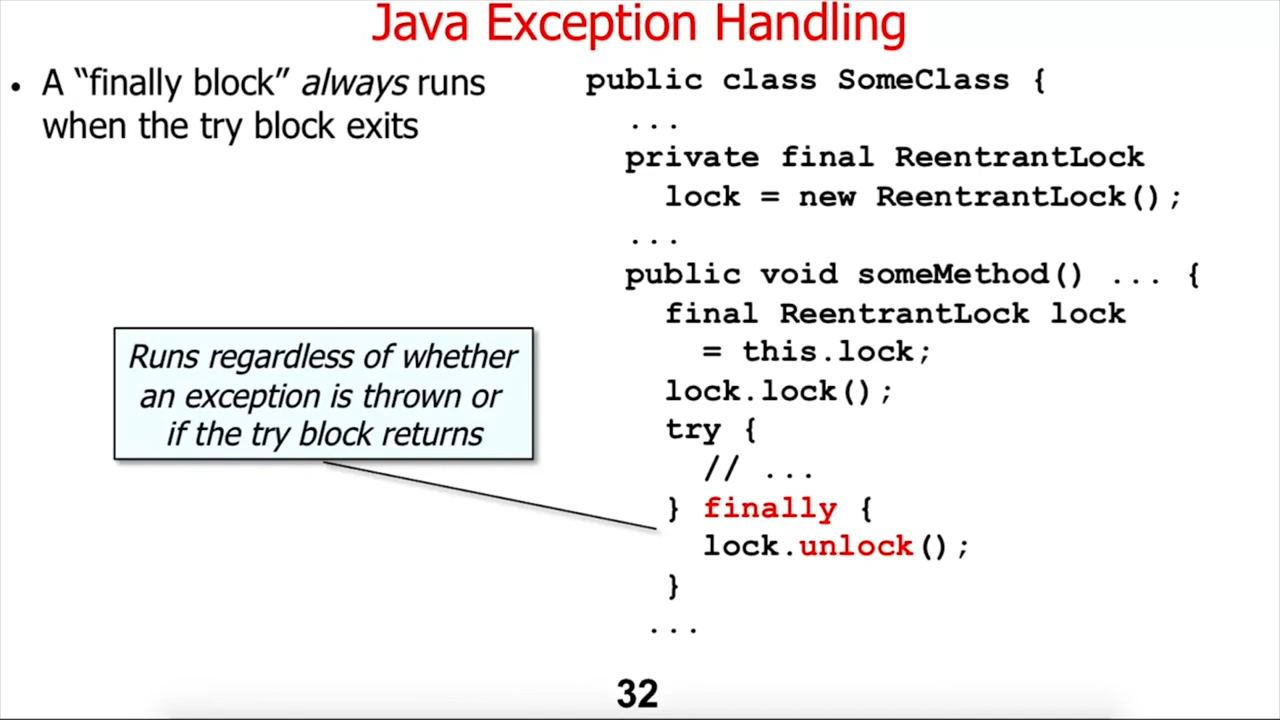 Java Exception Handling
• A “finally block” always runs
when the try block exits
public class SomeClass {
...
private final ReentrantLock
lock = new ReentrantLock();
...
public void someMethod() ... {
final ReentrantLock lock
= this.lock;
lock.lock();
try {
// ...
} finally {
lock.unlock();
}
...
Runs regardless of whether
an exception is thrown or
if the try block returns
32